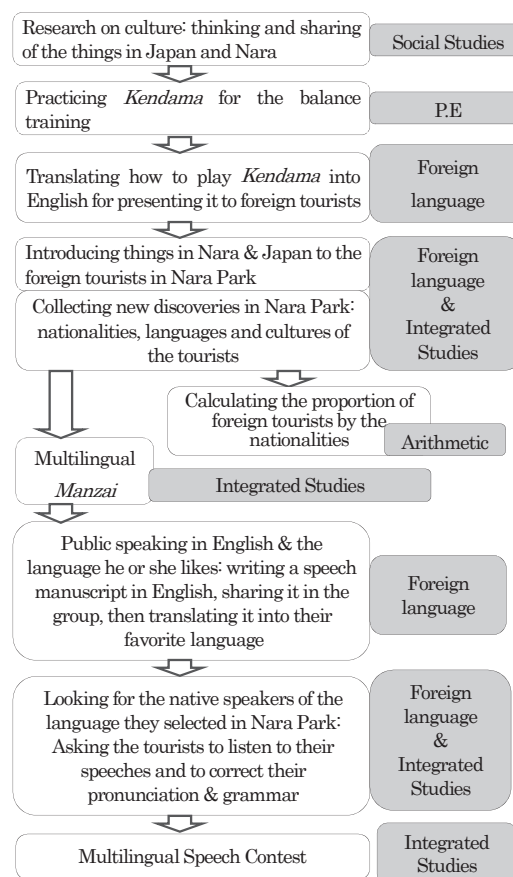 Research on culture: thinking and sharing
of the things in Japan and Nara
Social Studies
Practicing Kendama for the balance
training
P.E
Translating how to play Kendama into
English for presenting it to foreign tourists
Foreign
language
Introducing things in Nara & Japan to the
foreign tourists in Nara Park
Collecting new discoveries in Nara Park:
nationalities, languages and cultures of
the tourists
Foreign
language
&
Integrated
Studies
Calculating the proportion of
foreign tourists by the
nationalities
Arithmetic
Multilingual
Manzai
Integrated Studies
Public speaking in English & the
language he or she likes: writing a speech
manuscript in English, sharing it in the
group, then translating it into their
favorite language
Foreign
language
Looking for the native speakers of the
language they selected in Nara Park:
Asking the tourists to listen to their
speeches and to correct their
pronunciation & grammar
Foreign
language
&
Integrated
Studies
Multilingual Speech Contest
Integrated
Studies